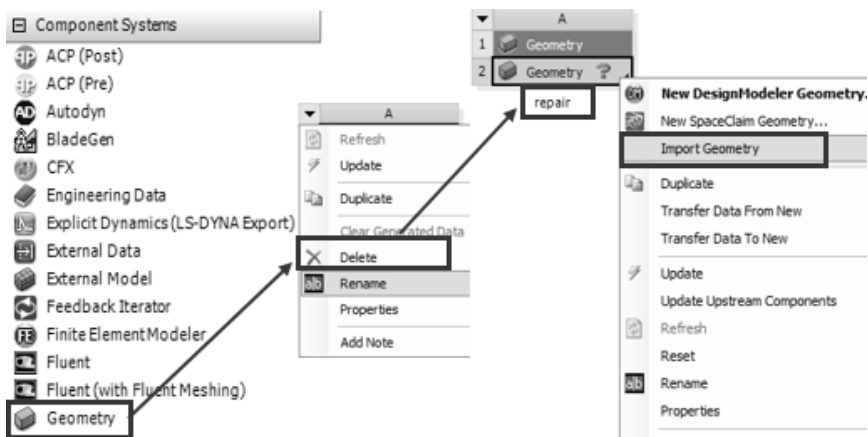 Component Systems
ACP (Post)
ACP (Pre)
Autodyn
BladeGen
CFX
Engineering Data
Explicit Dynamics (LS-DYNA Export)
External Data
External Model
Feedback Iterator
Finite Element Modeler
Fluent
Fluent (with Fluent Meshing)
Geometry
A
Refresh
Update
Duplicate
Clear Generated Data
Delete
Rename
Properties
Add Note
A
1 Geometry
2 Geometry ?
repair
New DesignModeler Geometry.
New SpaceClaim Geometry...
Import Geometry
Duplicate
Transfer Data From New
Transfer Data To New
Update
Update Upstream Components
Refresh
Reset
Rename
Properties